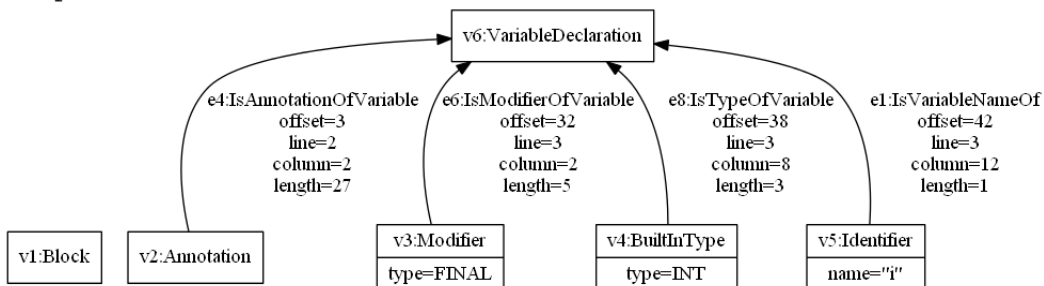 v6:VariableDeclaration
e4:IsAnnotationOfVariable
offset=3
line=2
column=2
length=27
e6:IsModifierOfVariable
offset=32
line=3
column=2
length=5
e8:IsTypeOfVariable
offset=38
line=3
column=8
length=3
e1:IsVariableNameOf
offset=42
line=3
column=12
length=1
v1:Block
v2:Annotation
v3:Modifier
type=FINAL
v4:BuiltInType
type=INT
v5:Identifier
name="i"